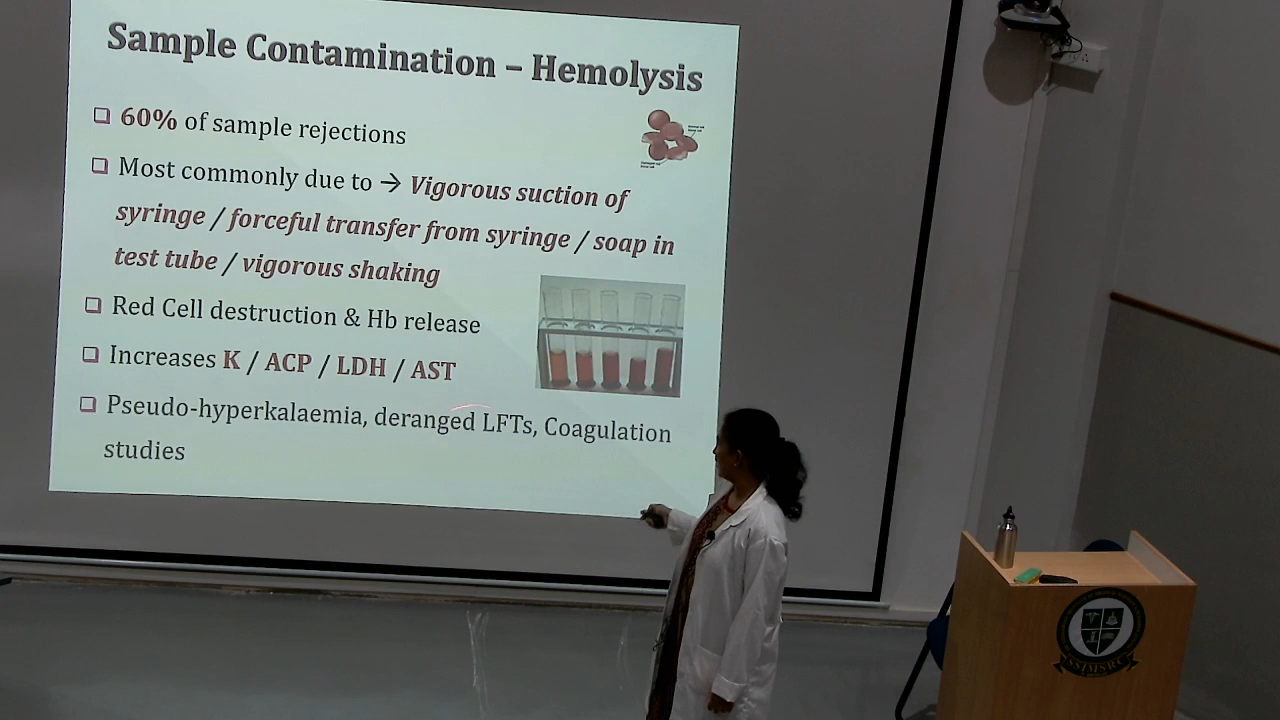 Sample Contamination – Hemolysis
❑ 60% of sample rejections
❑ Most commonly due to → Vigorous suction of
syringe / forceful transfer from syringe / soap in
test tube / vigorous shaking
❑ Red Cell destruction & Hb release
❑ Increases K / ACP / LDH / AST
❑ Pseudo-hyperkalaemia, deranged LFTs, Coagulation
studies
SSIMSRC